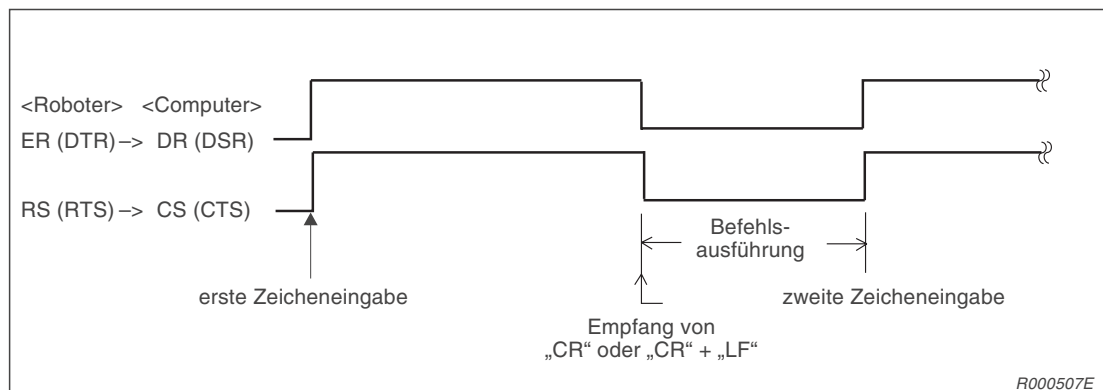 <Roboter> <Computer>
ER (DTR) –> DR (DSR)
RS (RTS) –> CS (CTS)
Befehls-
ausführung
erste Zeicheneingabe
zweite Zeicheneingabe
Empfang von
„CR“ oder „CR“ + „LF“
R000507E